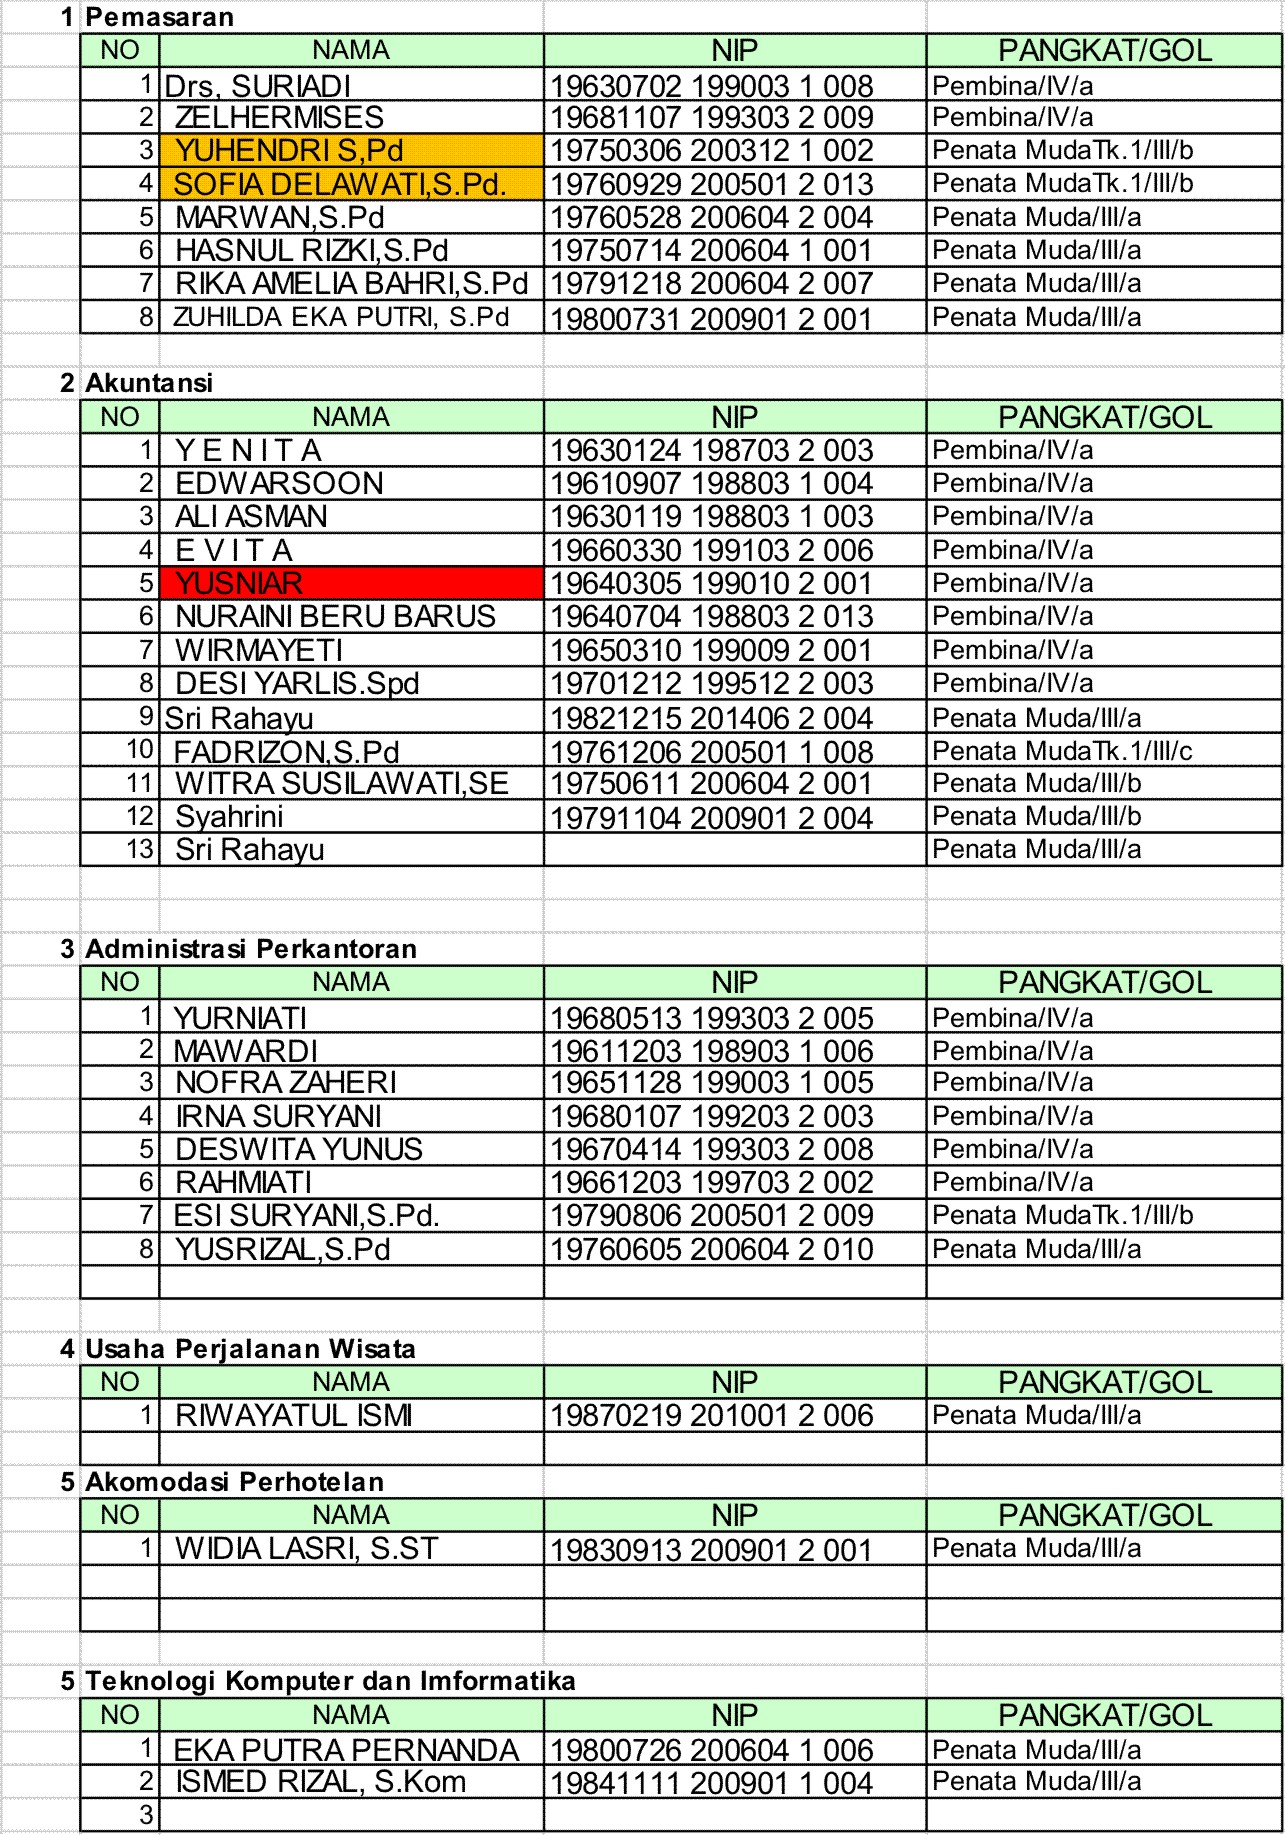 1 Pemasaran
NO NAMA NIP PANGKAT/GOL
1 Drs, SURIADI 19630702 199003 1 008 Pembina/IV/a
2 ZELHERMISES 19681107 199303 2 009 Pembina/IV/a
3 YUHENDRI S,Pd 19750306 200312 1 002 Penata MudaTk.1/III/b
4 SOFIA DELAWATI,S.Pd. 19760929 200501 2 013 Penata MudaTk.1/III/b
5 MARWAN,S.Pd 19760528 200604 2 004 Penata Muda/III/a
6 HASNUL RIZKI,S.Pd 19750714 200604 1 001 Penata Muda/III/a
7 RIKA AMELIA BAHRI,S.Pd 19791218 200604 2 007 Penata Muda/III/a
8 ZUHILDA EKA PUTRI, S.Pd 19800731 200901 2 001 Penata Muda/III/a
2 Akuntansi
NO NAMA NIP PANGKAT/GOL
1 Y E N I T A 19630124 198703 2 003 Pembina/IV/a
2 EDWARSOON 19610907 198803 1 004 Pembina/IV/a
3 ALI ASMAN 19630119 198803 1 003 Pembina/IV/a
4 E V I T A 19660330 199103 2 006 Pembina/IV/a
5 YUSNIAR 19640305 199010 2 001 Pembina/IV/a
6 NURAINI BERU BARUS 19640704 198803 2 013 Pembina/IV/a
7 WIRMAYETI 19650310 199009 2 001 Pembina/IV/a
8 DESI YARLIS.Spd 19701212 199512 2 003 Pembina/IV/a
9 Sri Rahayu 19821215 201406 2 004 Penata Muda/III/a
10 FADRIZON,S.Pd 19761206 200501 1 008 Penata MudaTk.1/III/c
11 WITRA SUSILAWATI,SE 19750611 200604 2 001 Penata Muda/III/b
12 Syahrini 19791104 200901 2 004 Penata Muda/III/b
13 Sri Rahayu Penata Muda/III/a
3 Administrasi Perkantoran
NO NAMA NIP PANGKAT/GOL
1 YURNIATI 19680513 199303 2 005 Pembina/IV/a
2 MAWARDI 19611203 198903 1 006 Pembina/IV/a
3 NOFRA ZAHERI 19651128 199003 1 005 Pembina/IV/a
4 IRNA SURYANI 19680107 199203 2 003 Pembina/IV/a
5 DESWITA YUNUS 19670414 199303 2 008 Pembina/IV/a
6 RAHMIATI 19661203 199703 2 002 Pembina/IV/a
7 ESI SURYANI,S.Pd. 19790806 200501 2 009 Penata MudaTk.1/III/b
8 YUSRIZAL,S.Pd 19760605 200604 2 010 Penata Muda/III/a
4 Usaha Perjalanan Wisata
NO NAMA NIP PANGKAT/GOL
1 RIWAYATUL ISMI 19870219 201001 2 006 Penata Muda/III/a
5 Akomodasi Perhotelan
NO NAMA NIP PANGKAT/GOL
1 WIDIA LASRI, S.ST 19830913 200901 2 001 Penata Muda/III/a
5 Teknologi Komputer dan Imformatika
NO NAMA NIP PANGKAT/GOL
1 EKA PUTRA PERNANDA 19800726 200604 1 006 Penata Muda/III/a
2 ISMED RIZAL, S.Kom 19841111 200901 1 004 Penata Muda/III/a
3